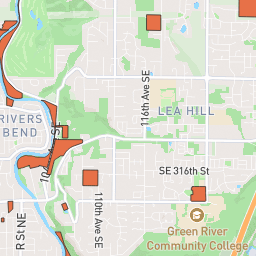 116th Ave SE
LEA HILL
RIVERS
BEND
SE 316th St
110th Ave SE
Green River
Community College
R St NE